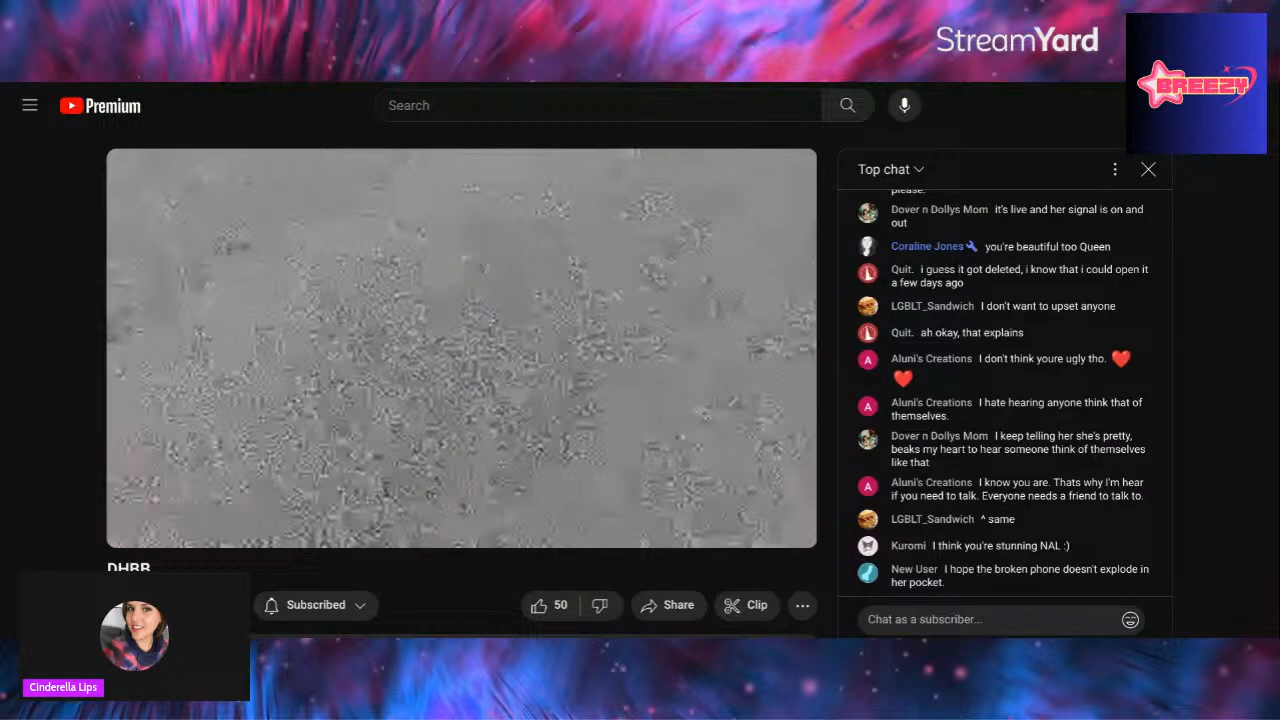 StreamYard
BREEZY
Premium
Search
Top chat
please.
Dover n Dollys Mom it's live and her signal is on and
out
Coraline Jones you're beautiful too Queen
Quit. i guess it got deleted, i know that i could open it
a few days ago
LGBLT_Sandwich I don't want to upset anyone
Quit. ah okay, that explains
A Aluni's Creations I don't think youre ugly tho. ❤️
❤️
A Aluni's Creations I hate hearing anyone think that of
themselves.
Dover n Dollys Mom I keep telling her she's pretty,
beaks my heart to hear someone think of themselves
like that
A Aluni's Creations I know you are. Thats why I'm hear
if you need to talk. Everyone needs a friend to talk to.
LGBLT_Sandwich ^ same
Kuromi I think you're stunning NAL :)
New User I hope the broken phone doesn't explode in
her pocket.
Chat as a subscriber...
DHRB
Subscribed
50
Share
Clip
Cinderella Lips